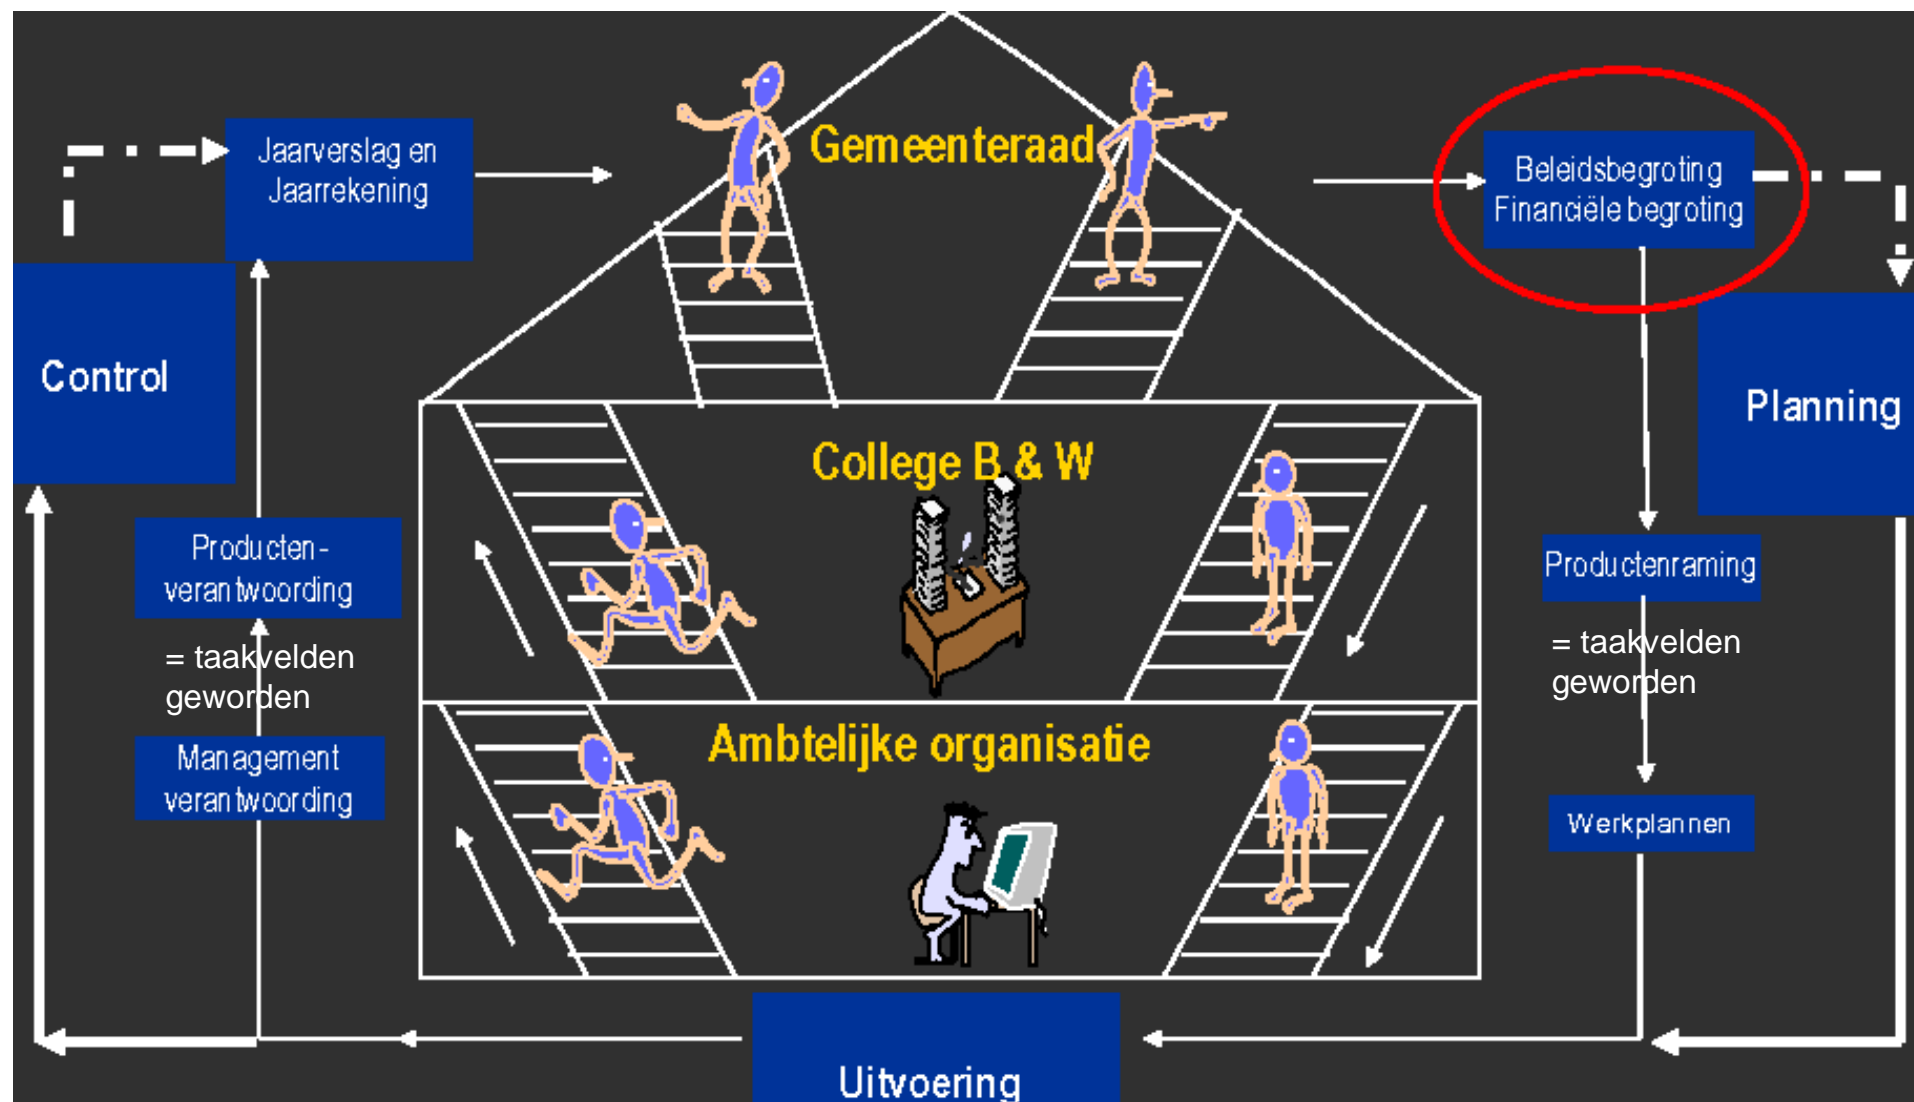 Gemeenteraad
Jaarverslag en
Jaarrekening
Beleidsbegroting
Financiële begroting
Control
Planning
College B & W
Producten-
verantwoording
Productenraming
= taakvelden
geworden
= taakvelden
geworden
Management
verantwoording
Ambtelijke organisatie
Werkplannen
Uitvoering